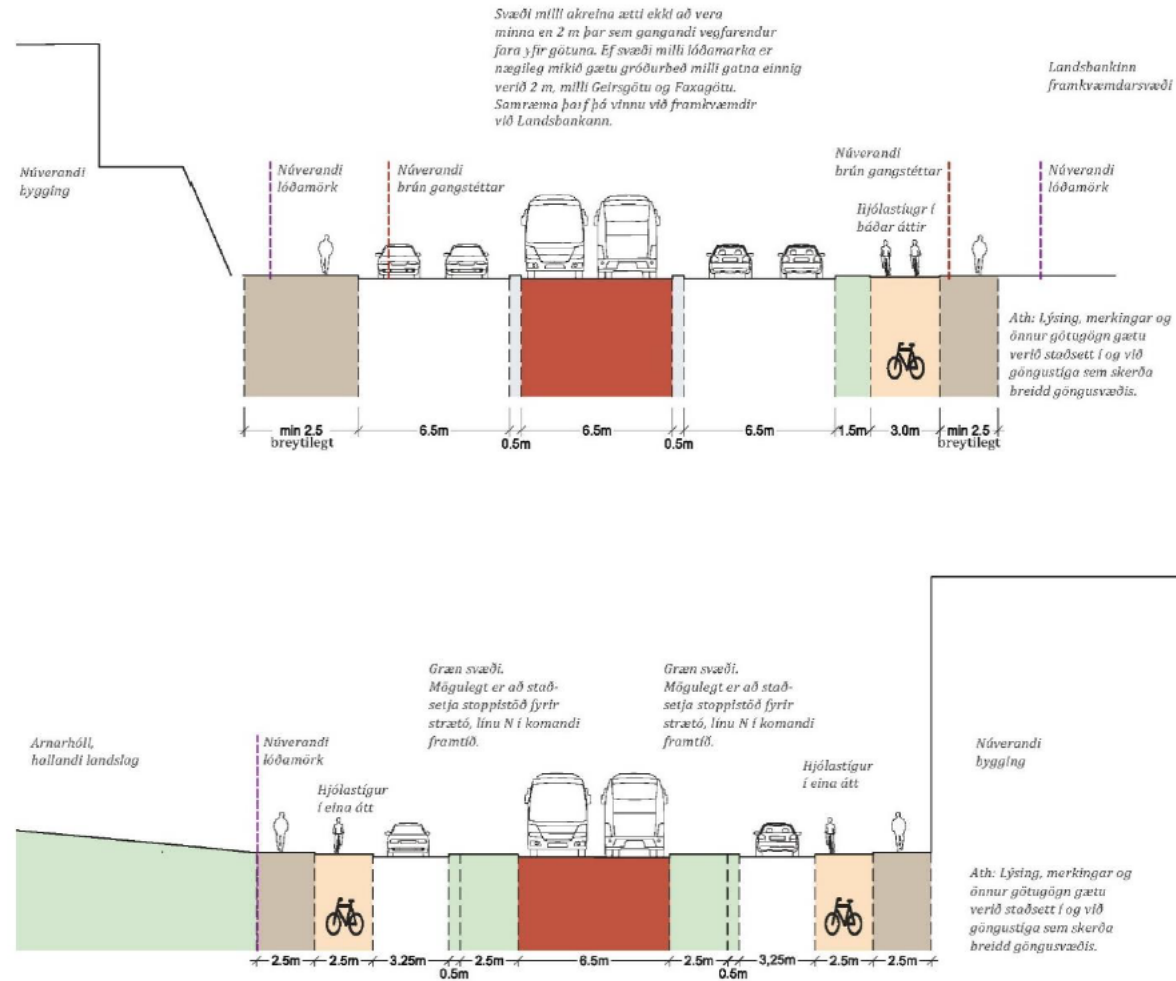 Svæði milli akreina ætti ekki að vera
minna en 2 m þar sem gangandi vegfarendur
fara yfir götuna. Ef svæði milli lóðamarka er
nægileg mikið gætu gróðurbeð milli gatna einnig
verið 2 m, milli Geirsgötu og Faxagötu.
Samræma þarf þá vinnu við framkvæmdir
við Landsbankann.
Landsbankinn
framkvæmdarsvæði
Núverandi
bygging
Núverandi
lóðamörk
Núverandi
brún gangstéttar
Núverandi
brún gangstéttar
Hjólastíugr í
báðar áttir
Núverandi
lóðamörk
Ath: Lýsing, merkingar og
önnur götugögn gætu
verið staðsett í og við
göngustíga sem skerða
breidd göngusvæðis.
min 2.5 6.5m 0.5m 6.5m 0.5m 6.5m 1.5m 3.0m min 2.5
breytilegt breytilegt
Græn svæði.
Mögulegt er að stað-
setja stoppistöð fyrir
strætó, línu N í komandi
framtíð.
Græn svæði.
Mögulegt er að stað-
setja stoppistöð fyrir
strætó, línu N í komandi
framtíð.
Arnarhóll,
hallandi landslag
Núverandi
lóðamörk
Hjólastígur
í eina átt
Hjólastígur
í eina átt
Núverandi
bygging
Ath: Lýsing, merkingar og
önnur götugögn gætu
verið staðsett í og við
göngustíga sem skerða
breidd göngusvæðis.
2.5m 2.5m 3.25m 0.5m 2.5m 6.5m 2.5m 0.5m 3,25m 2.5m 2.5m